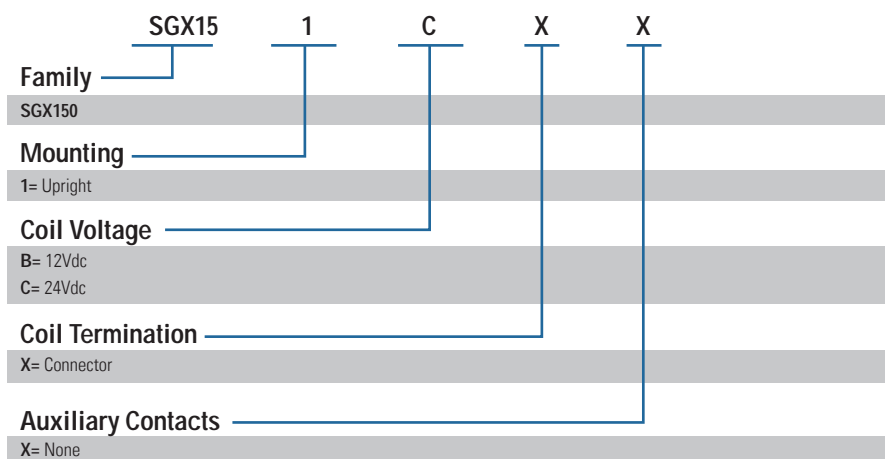 SGX15 1 C X X
Family
SGX150
Mounting
1= Upright
Coil Voltage
B= 12Vdc
C= 24Vdc
Coil Termination
X= Connector
Auxiliary Contacts
X= None